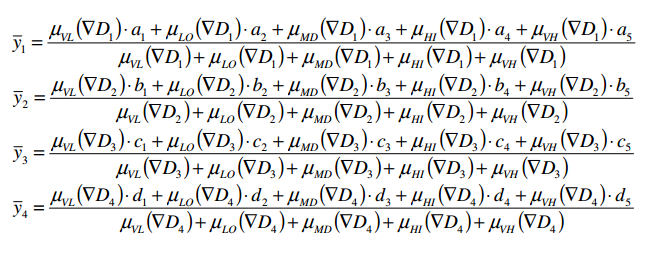 ȳ₁ = (μ_VL(∇D₁)·a₁ + μ_LO(∇D₁)·a₂ + μ_MD(∇D₁)·a₃ + μ_HI(∇D₁)·a₄ + μ_VH(∇D₁)·a₅) / (μ_VL(∇D₁) + μ_LO(∇D₁) + μ_MD(∇D₁) + μ_HI(∇D₁) + μ_VH(∇D₁))
ȳ₂ = (μ_VL(∇D₂)·b₁ + μ_LO(∇D₂)·b₂ + μ_MD(∇D₂)·b₃ + μ_HI(∇D₂)·b₄ + μ_VH(∇D₂)·b₅) / (μ_VL(∇D₂) + μ_LO(∇D₂) + μ_MD(∇D₂) + μ_HI(∇D₂) + μ_VH(∇D₂))
ȳ₃ = (μ_VL(∇D₃)·c₁ + μ_LO(∇D₃)·c₂ + μ_MD(∇D₃)·c₃ + μ_HI(∇D₃)·c₄ + μ_VH(∇D₃)·c₅) / (μ_VL(∇D₃) + μ_LO(∇D₃) + μ_MD(∇D₃) + μ_HI(∇D₃) + μ_VH(∇D₃))
ȳ₄ = (μ_VL(∇D₄)·d₁ + μ_LO(∇D₄)·d₂ + μ_MD(∇D₄)·d₃ + μ_HI(∇D₄)·d₄ + μ_VH(∇D₄)·d₅) / (μ_VL(∇D₄) + μ_LO(∇D₄) + μ_MD(∇D₄) + μ_HI(∇D₄) + μ_VH(∇D₄))